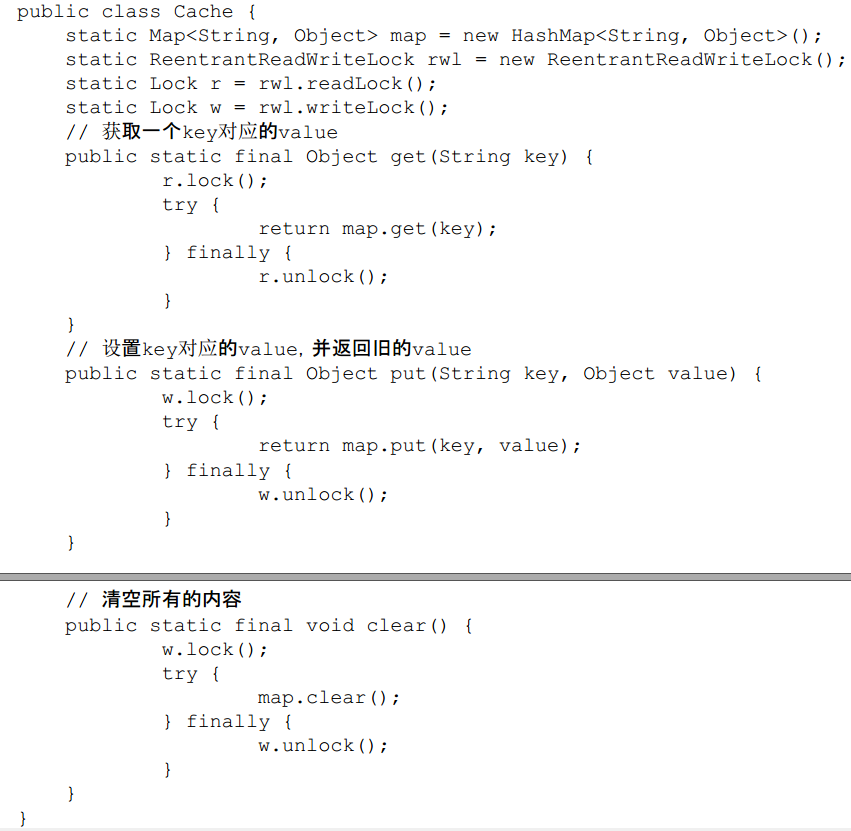 public class Cache {
    static Map<String, Object> map = new HashMap<String, Object>();
    static ReentrantReadWriteLock rwl = new ReentrantReadWriteLock();
    static Lock r = rwl.readLock();
    static Lock w = rwl.writeLock();
    // 获取一个key对应的value
    public static final Object get(String key) {
            r.lock();
            try {
                    return map.get(key);
            } finally {
                    r.unlock();
            }
    }
    // 设置key对应的value，并返回旧的value
    public static final Object put(String key, Object value) {
            w.lock();
            try {
                    return map.put(key, value);
            } finally {
                    w.unlock();
            }
    }
    // 清空所有的内容
    public static final void clear() {
            w.lock();
            try {
                    map.clear();
            } finally {
                    w.unlock();
            }
    }
}